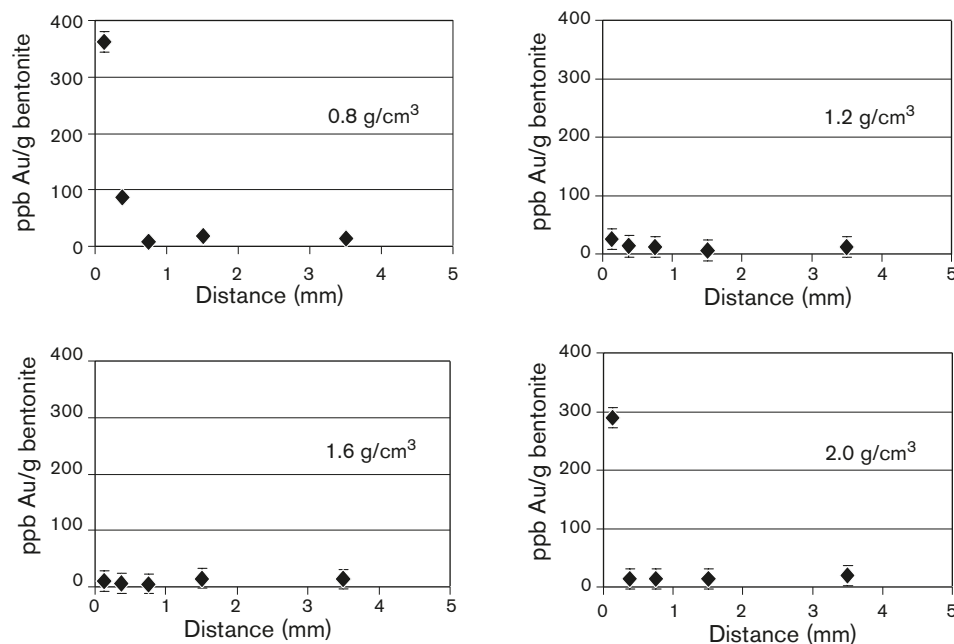 400
300
200
100
0
ppb Au/g bentonite
0.8 g/cm³
0 1 2 3 4 5
Distance (mm)
400
300
200
100
0
ppb Au/g bentonite
1.2 g/cm³
0 1 2 3 4 5
Distance (mm)
400
300
200
100
0
ppb Au/g bentonite
1.6 g/cm³
0 1 2 3 4 5
Distance (mm)
400
300
200
100
0
ppb Au/g bentonite
2.0 g/cm³
0 1 2 3 4 5
Distance (mm)